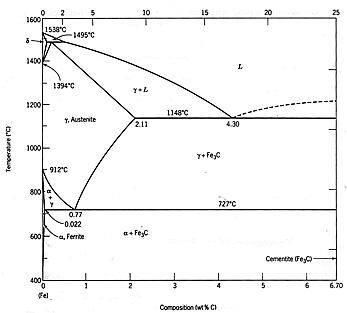 0 2 3 5 10 15 20 25
1600
1538°C
1495°C
δ
L
1400
1394°C
γ + L
1200
1148°C
2.11
4.30
γ, Austenite
Temperature (°C)
1000
γ + Fe₃C
912°C
800
α
+
γ
727°C
0.77
0.022
600
α, Ferrite
α + Fe₃C
Cementite (Fe₃C)
400
0 1 2 3 4 5 6 6.70
(Fe)
Composition (wt % C)